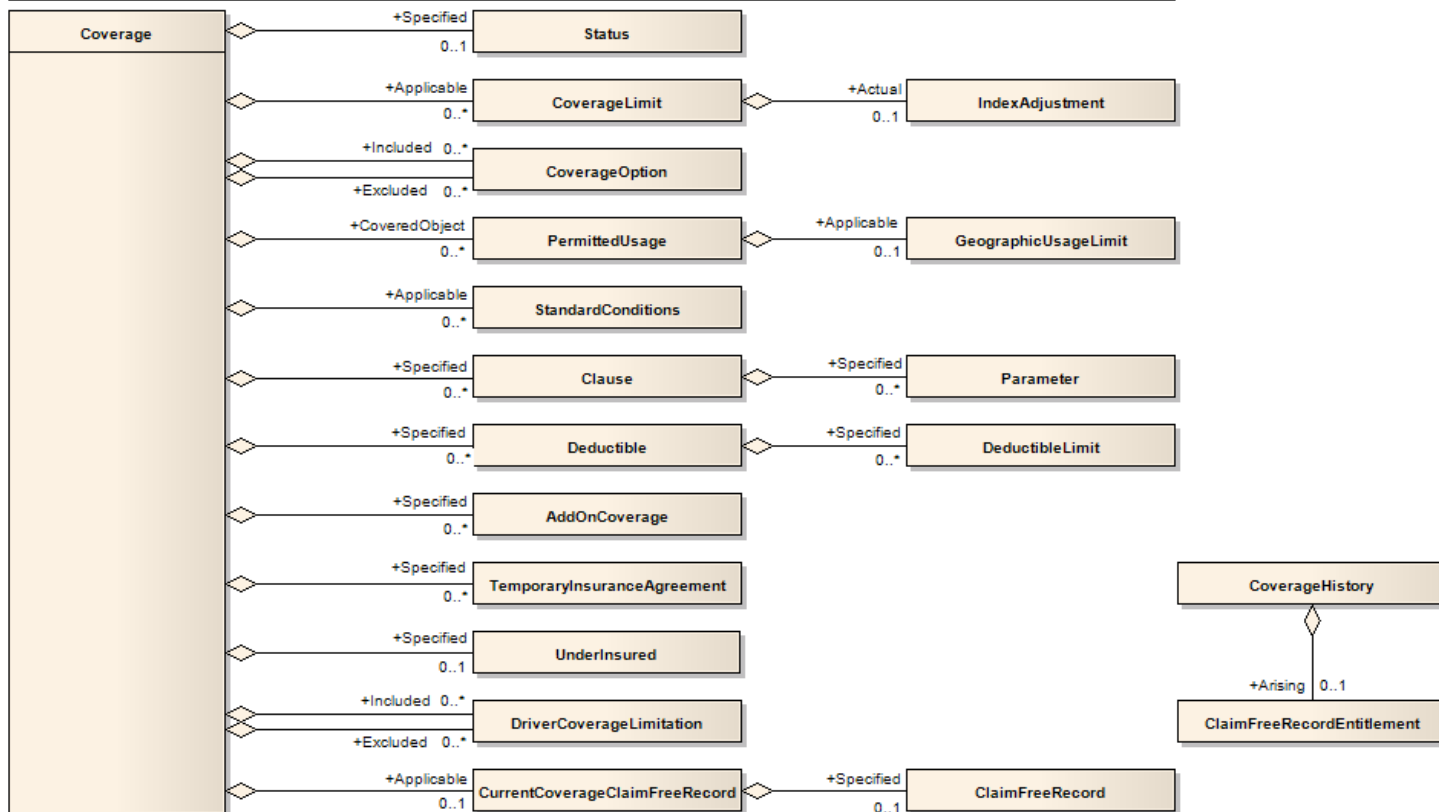 Coverage
+Specified
0..1
Status
+Applicable
0..*
CoverageLimit
+Actual
0..1
IndexAdjustment
+Included 0..*
+Excluded 0..*
CoverageOption
+CoveredObject
0..*
PermittedUsage
+Applicable
0..1
GeographicUsageLimit
+Applicable
0..*
StandardConditions
+Specified
0..*
Clause
+Specified
0..*
Parameter
+Specified
0..*
Deductible
+Specified
0..*
DeductibleLimit
+Specified
0..*
AddOnCoverage
+Specified
0..*
TemporaryInsuranceAgreement
CoverageHistory
+Specified
0..1
UnderInsured
+Arising 0..1
ClaimFreeRecordEntitlement
+Included 0..*
+Excluded 0..*
DriverCoverageLimitation
+Applicable
0..1
CurrentCoverageClaimFreeRecord
+Specified
0..1
ClaimFreeRecord